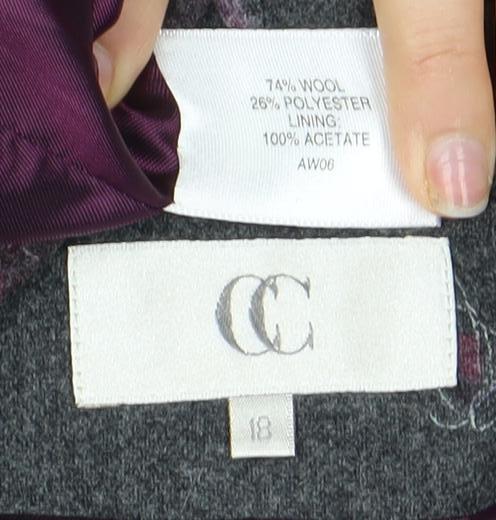 74% WOOL
26% POLYESTER
LINING:
100% ACETATE
AW06
CC
18